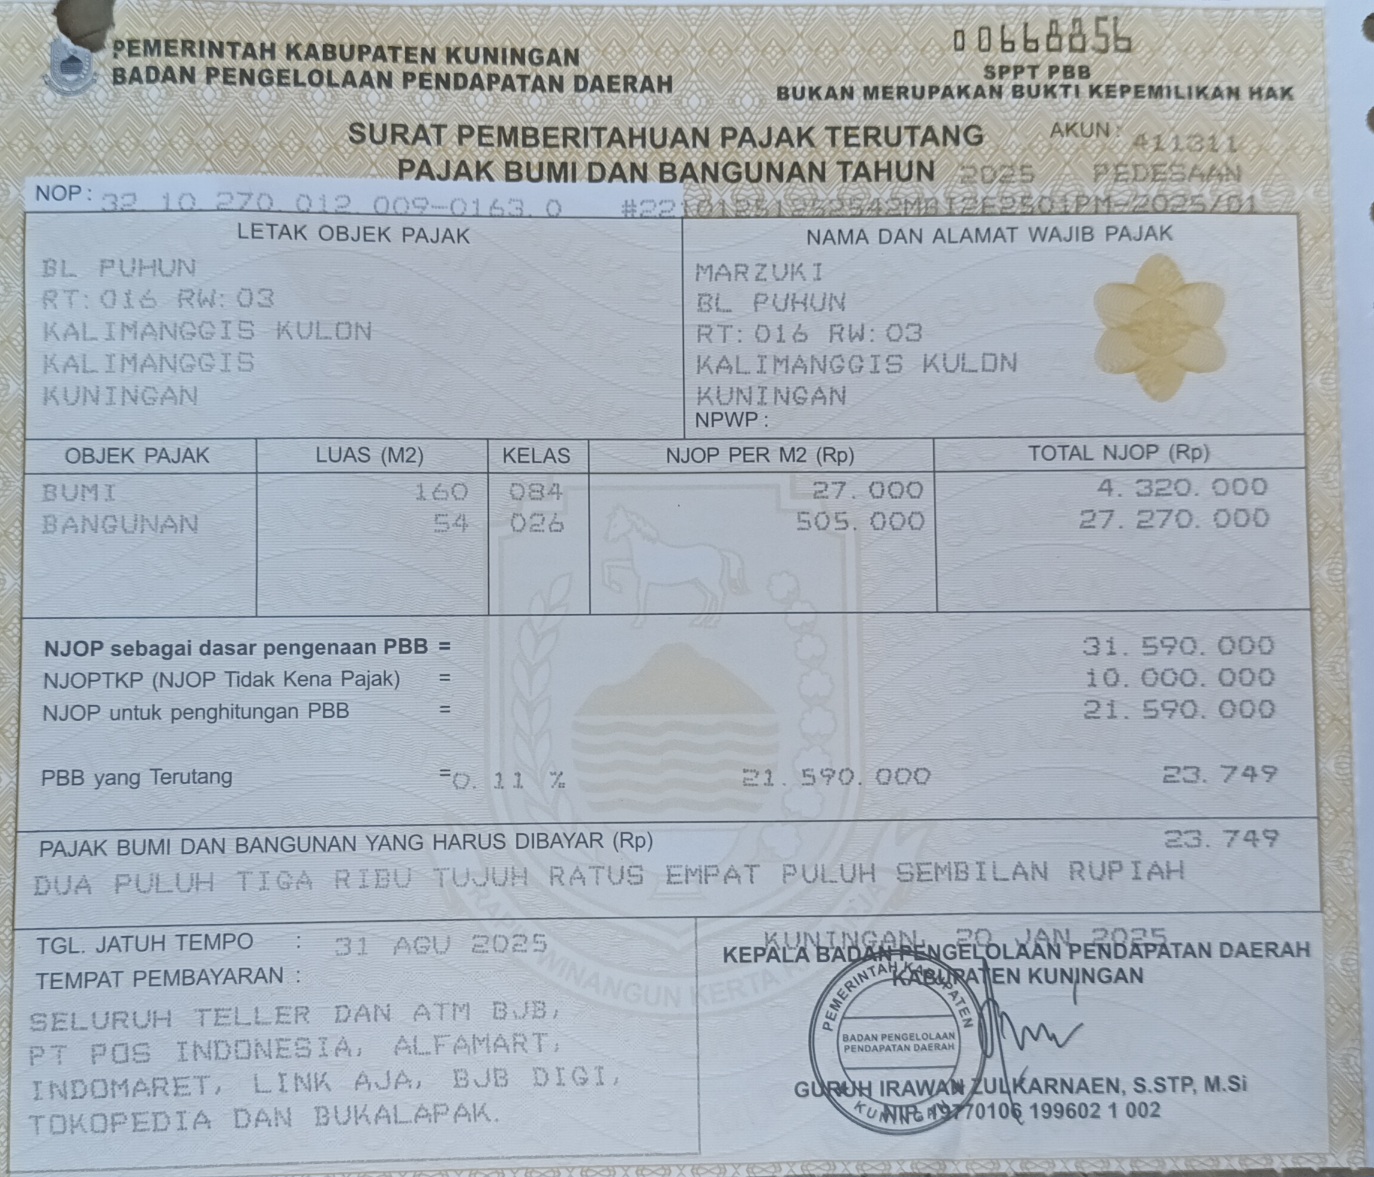 PEMERINTAH KABUPATEN KUNINGAN
BADAN PENGELOLAAN PENDAPATAN DAERAH
00668856
SPPT PBB
BUKAN MERUPAKAN BUKTI KEPEMILIKAN HAK
SURAT PEMBERITAHUAN PAJAK TERUTANG
AKUN : 411311
PAJAK BUMI DAN BANGUNAN TAHUN 2025 PEDESAAN
NOP : 32 10 270 012 009-0163.0
LETAK OBJEK PAJAK
BL PUHUN
RT:016 RW:03
KALIMANGGIS KULON
KALIMANGGIS
KUNINGAN
NAMA DAN ALAMAT WAJIB PAJAK
MARZUKI
BL PUHUN
RT:016 RW:03
KALIMANGGIS KULON
KUNINGAN
NPWP :
OBJEK PAJAK LUAS (M2) KELAS NJOP PER M2 (Rp) TOTAL NJOP (Rp)
BUMI 160 084 27.000 4.320.000
BANGUNAN 54 026 505.000 27.270.000
NJOP sebagai dasar pengenaan PBB = 31.590.000
NJOPTKP (NJOP Tidak Kena Pajak) = 10.000.000
NJOP untuk penghitungan PBB = 21.590.000
PBB yang Terutang =0.11 % 21.590.000 23.749
PAJAK BUMI DAN BANGUNAN YANG HARUS DIBAYAR (Rp) 23.749
DUA PULUH TIGA RIBU TUJUH RATUS EMPAT PULUH SEMBILAN RUPIAH
TGL. JATUH TEMPO : 31 AGU 2025
TEMPAT PEMBAYARAN :
SELURUH TELLER DAN ATM BJB,
PT POS INDONESIA, ALFAMART,
INDOMARET, LINK AJA, BJB DIGI,
TOKOPEDIA DAN BUKALAPAK.
KUNINGAN, 20 JAN 2025
KEPALA BADAN PENGELOLAAN PENDAPATAN DAERAH
KABUPATEN KUNINGAN
PEMERINTAH KABUPATEN
BADAN PENGELOLAAN
PENDAPATAN DAERAH
KUNINGAN
GURUH IRAWAN ZULKARNAEN, S.STP, M.Si
NIP. 19770106 199602 1 002